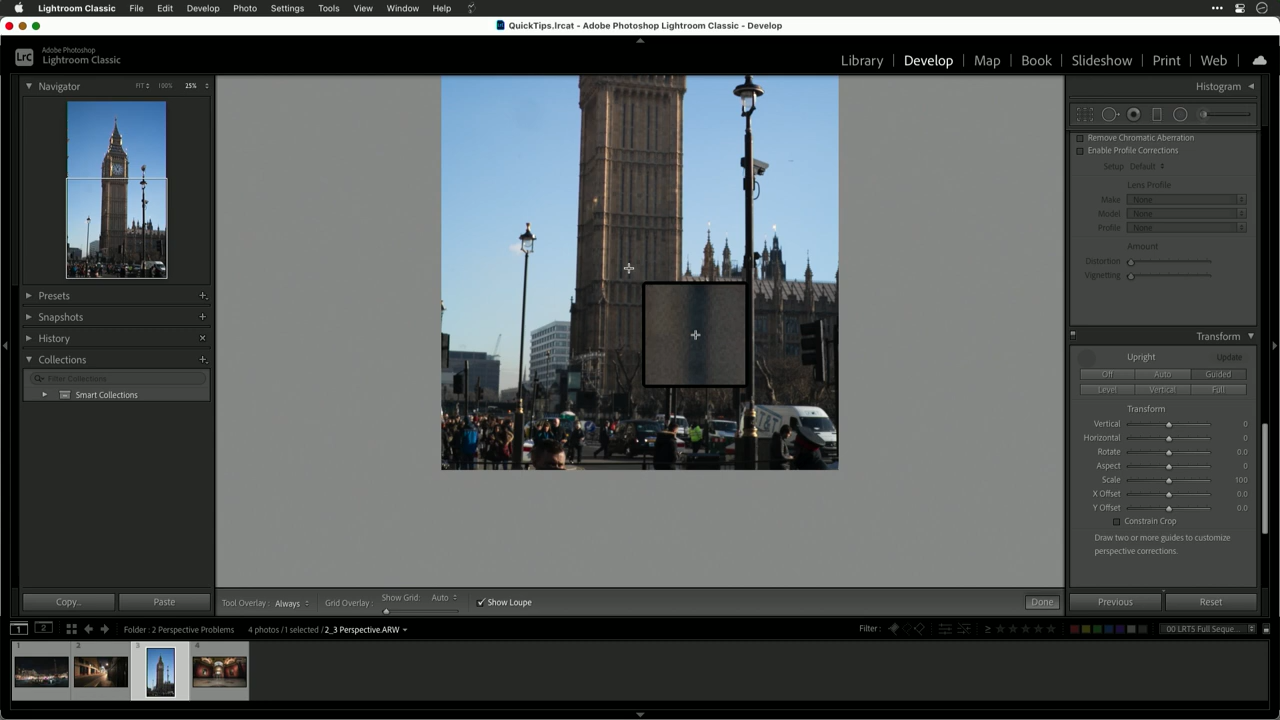 Lightroom Classic File Edit Develop Photo Settings Tools View Window Help
QuickTips.lrcat - Adobe Photoshop Lightroom Classic - Develop
Lrc
Adobe Photoshop
Lightroom Classic
Library Develop Map Book Slideshow Print Web
Navigator FIT 100% 25%
Presets
Snapshots
History
Collections
Filter Collections
Smart Collections
Copy... Paste
Histogram
Remove Chromatic Aberration
Enable Profile Corrections
Setup Default
Lens Profile
Make None
Model None
Profile None
Amount
Distortion
Vignetting
Transform
Upright Update
Off Auto Guided
Level Vertical Full
Transform
Vertical 0
Horizontal 0
Rotate 0.0
Aspect 0
Scale 100
X Offset 0.0
Y Offset 0.0
Constrain Crop
Draw two or more guides to customize
perspective corrections.
Previous Reset
Tool Overlay: Always Grid Overlay: Show Grid: Auto Show Loupe Done
1 2 Folder : 2 Perspective Problems 4 photos / 1 selected / 2_3 Perspective.ARW Filter : 00 LRT5 Full Seque...
1 2 3 4